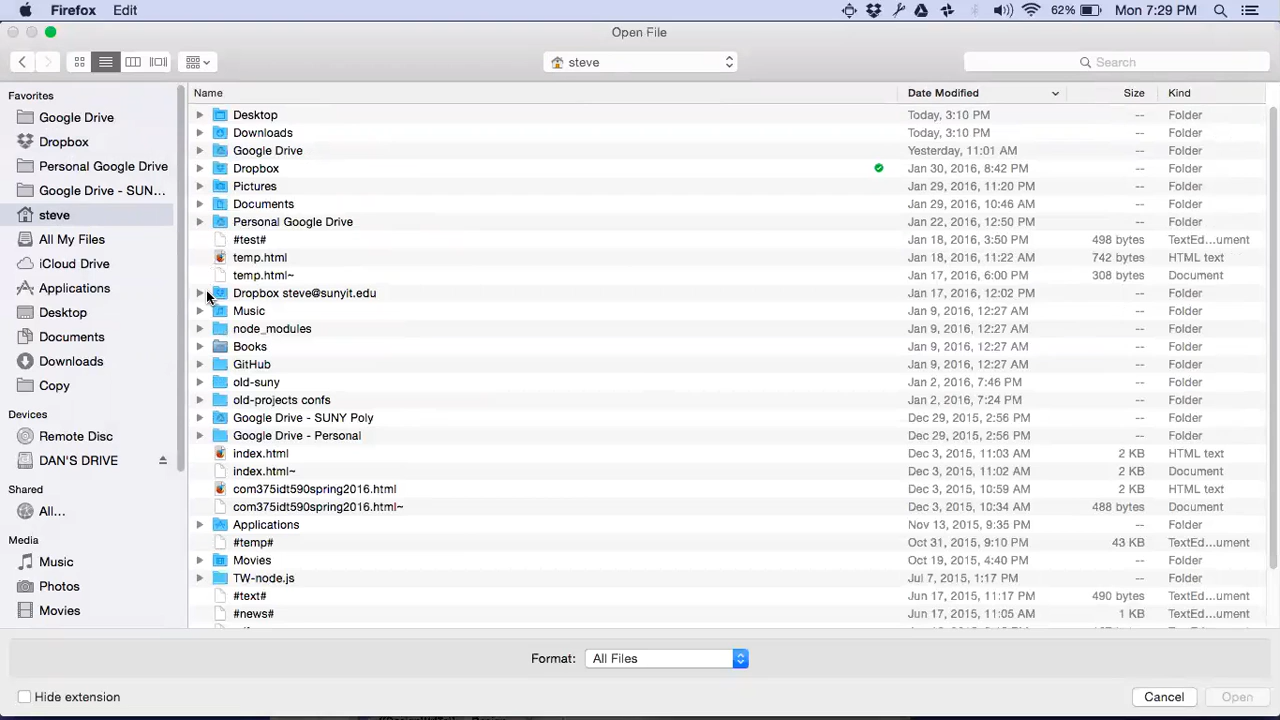 Firefox Edit 62% Mon 7:29 PM
Open File
steve
Search
Favorites
Google Drive
Dropbox
Personal Google Drive
Google Drive - SUN...
steve
All My Files
iCloud Drive
Applications
Desktop
Documents
Downloads
Copy
Devices
Remote Disc
DAN'S DRIVE
Shared
All...
Media
Music
Photos
Movies
Name Date Modified Size Kind
Desktop Today, 3:10 PM -- Folder
Downloads Today, 3:10 PM -- Folder
Google Drive Yesterday, 11:01 AM -- Folder
Dropbox Jan 30, 2016, 8:42 PM -- Folder
Pictures Jan 29, 2016, 11:20 PM -- Folder
Documents Jan 29, 2016, 10:46 AM -- Folder
Personal Google Drive Jan 22, 2016, 12:50 PM -- Folder
#test# Jan 18, 2016, 3:50 PM 498 bytes TextEd...ument
temp.html Jan 18, 2016, 11:22 AM 742 bytes HTML text
temp.html~ Jan 17, 2016, 6:00 PM 308 bytes Document
Dropbox steve@sunyit.edu Jan 17, 2016, 12:02 PM -- Folder
Music Jan 9, 2016, 12:27 AM -- Folder
node_modules Jan 9, 2016, 12:27 AM -- Folder
Books Jan 9, 2016, 12:27 AM -- Folder
GitHub Jan 9, 2016, 12:27 AM -- Folder
old-suny Jan 2, 2016, 7:46 PM -- Folder
old-projects confs Jan 2, 2016, 7:24 PM -- Folder
Google Drive - SUNY Poly Dec 29, 2015, 2:56 PM -- Folder
Google Drive - Personal Dec 29, 2015, 2:56 PM -- Folder
index.html Dec 3, 2015, 11:03 AM 2 KB HTML text
index.html~ Dec 3, 2015, 11:02 AM 2 KB Document
com375idt590spring2016.html Dec 3, 2015, 10:59 AM 2 KB HTML text
com375idt590spring2016.html~ Dec 3, 2015, 10:34 AM 488 bytes Document
Applications Nov 13, 2015, 9:35 PM -- Folder
#temp# Oct 31, 2015, 9:10 PM 43 KB TextEd...ument
Movies Oct 19, 2015, 4:40 PM -- Folder
TW-node.js Jul 7, 2015, 1:17 PM -- Folder
#text# Jun 17, 2015, 11:17 PM 490 bytes TextEd...ument
#news# Jun 17, 2015, 11:05 AM 1 KB TextEd...ument
Format: All Files
Hide extension Cancel Open